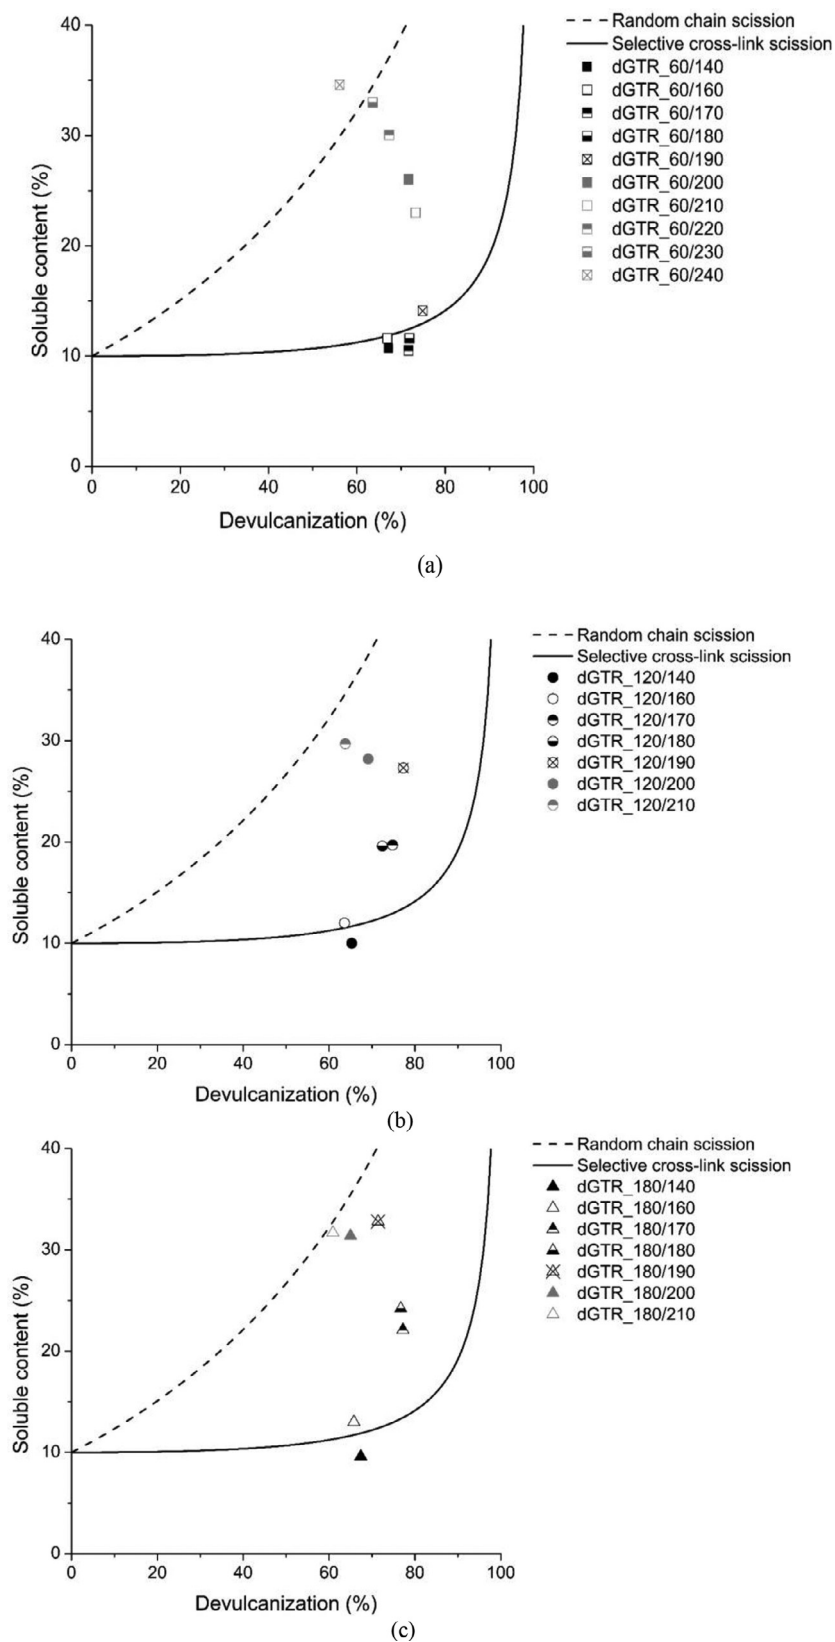 40
30
20
10
0
Soluble content (%)
0 20 40 60 80 100
Devulcanization (%)
Random chain scission
Selective cross-link scission
dGTR_60/140
dGTR_60/160
dGTR_60/170
dGTR_60/180
dGTR_60/190
dGTR_60/200
dGTR_60/210
dGTR_60/220
dGTR_60/230
dGTR_60/240
(a)
40
30
20
10
0
Soluble content (%)
0 20 40 60 80 100
Devulcanization (%)
Random chain scission
Selective cross-link scission
dGTR_120/140
dGTR_120/160
dGTR_120/170
dGTR_120/180
dGTR_120/190
dGTR_120/200
dGTR_120/210
(b)
40
30
20
10
0
Soluble content (%)
0 20 40 60 80 100
Devulcanization (%)
Random chain scission
Selective cross-link scission
dGTR_180/140
dGTR_180/160
dGTR_180/170
dGTR_180/180
dGTR_180/190
dGTR_180/200
dGTR_180/210
(c)